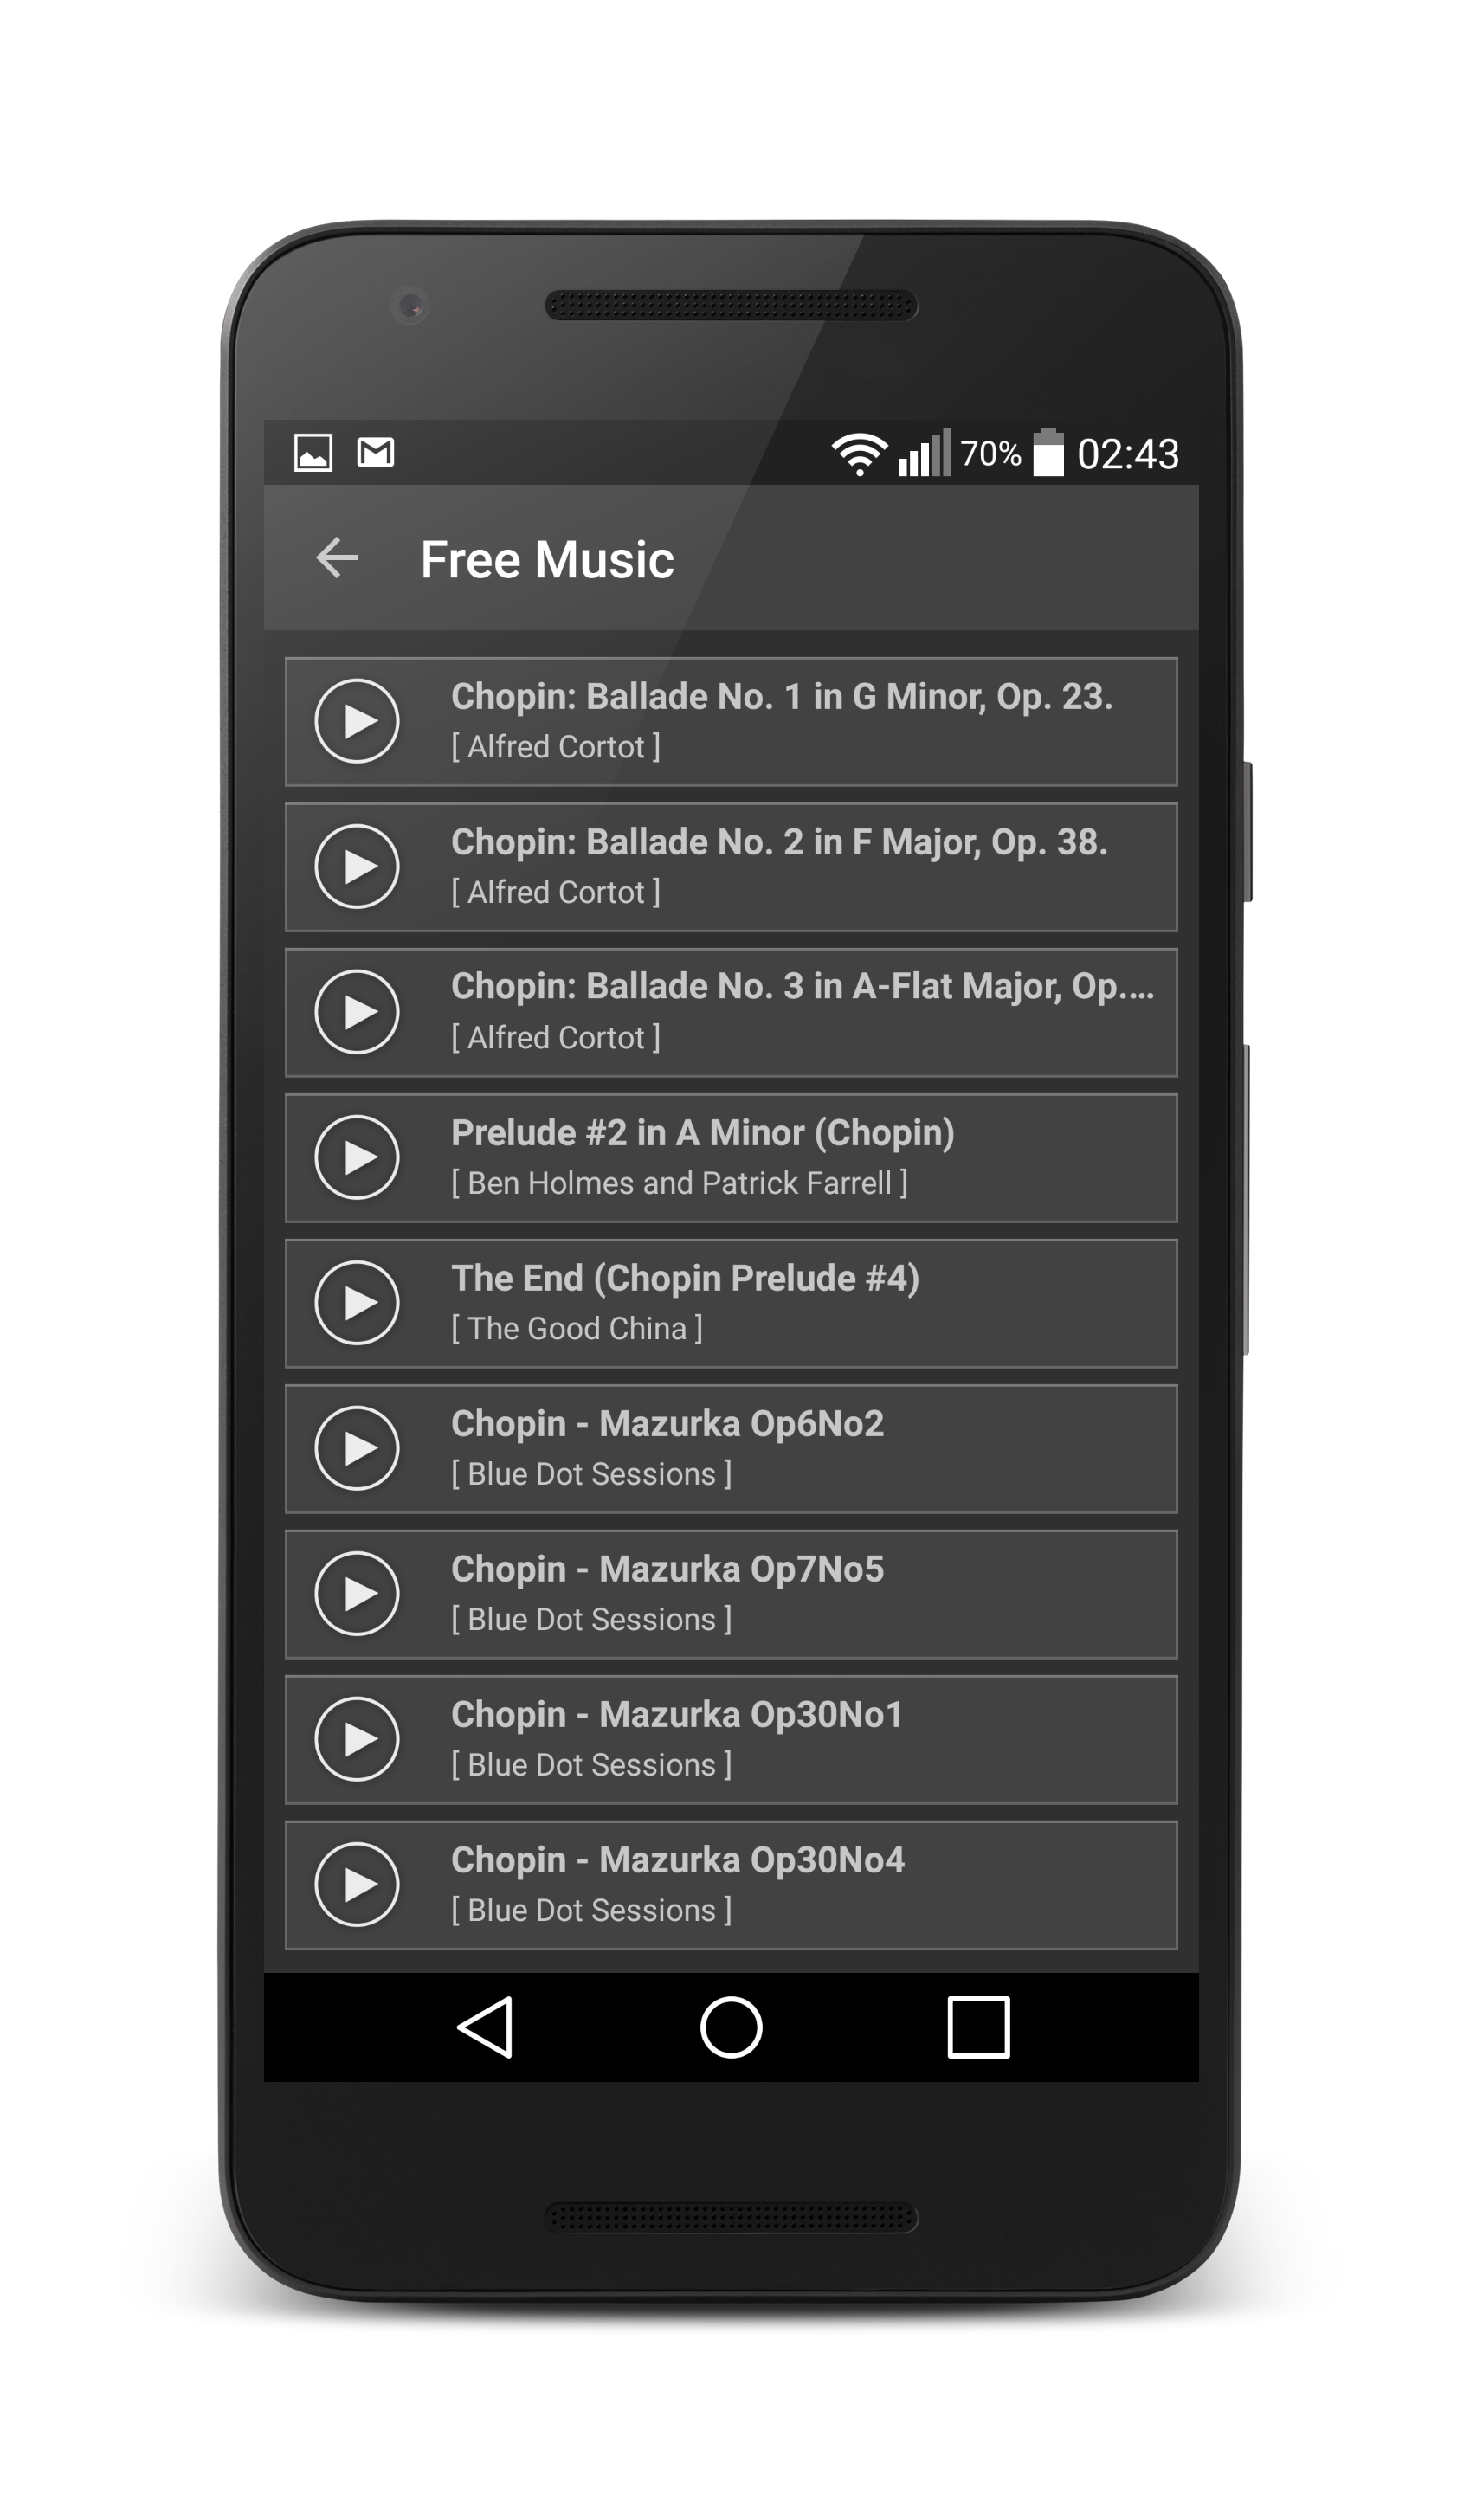 70% 02:43
Free Music
Chopin: Ballade No. 1 in G Minor, Op. 23.
[ Alfred Cortot ]
Chopin: Ballade No. 2 in F Major, Op. 38.
[ Alfred Cortot ]
Chopin: Ballade No. 3 in A-Flat Major, Op.…
[ Alfred Cortot ]
Prelude #2 in A Minor (Chopin)
[ Ben Holmes and Patrick Farrell ]
The End (Chopin Prelude #4)
[ The Good China ]
Chopin - Mazurka Op6No2
[ Blue Dot Sessions ]
Chopin - Mazurka Op7No5
[ Blue Dot Sessions ]
Chopin - Mazurka Op30No1
[ Blue Dot Sessions ]
Chopin - Mazurka Op30No4
[ Blue Dot Sessions ]